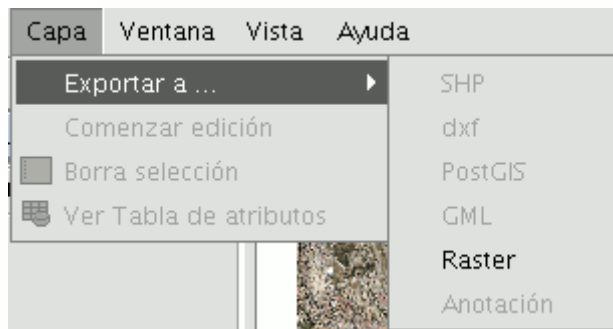 Capa Ventana Vista Ayuda
Exportar a ...
Comenzar edición
Borra selección
Ver Tabla de atributos
SHP
dxf
PostGIS
GML
Raster
Anotación